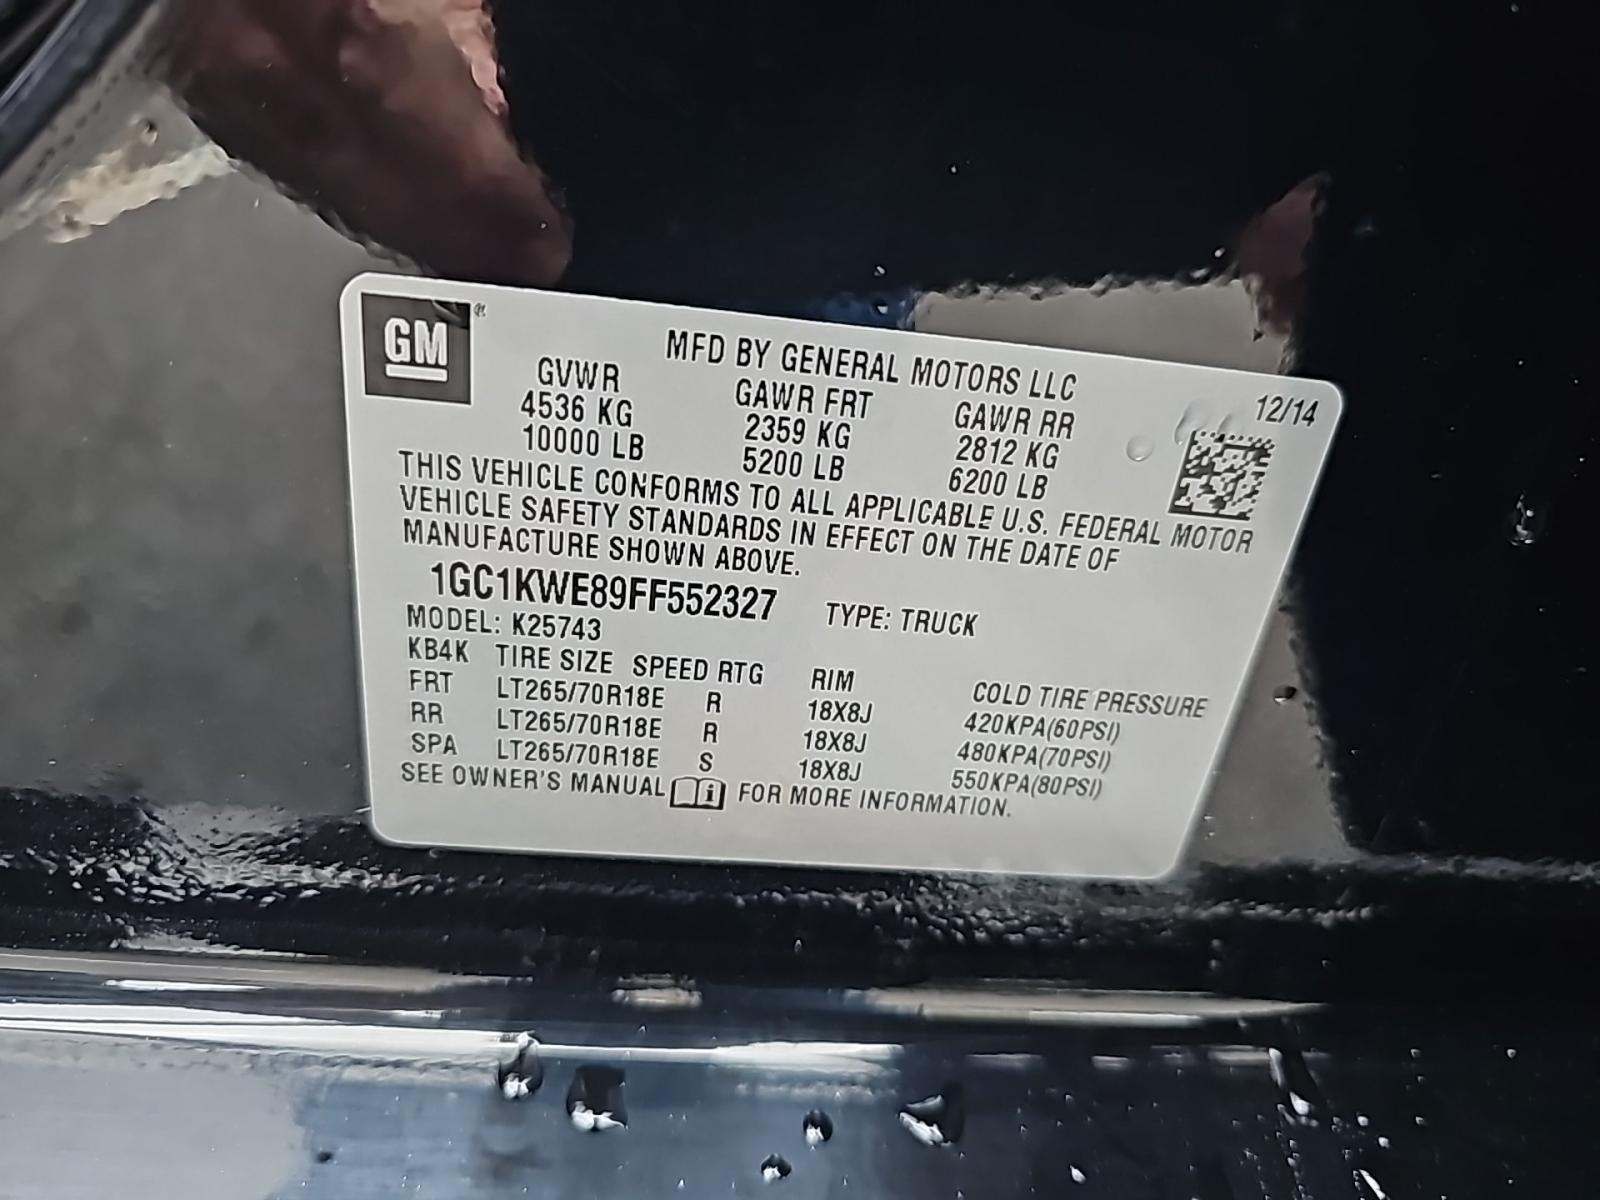 GM ®
MFD BY GENERAL MOTORS LLC
12/14
GVWR GAWR FRT GAWR RR
4536 KG 2359 KG 2812 KG
10000 LB 5200 LB 6200 LB
THIS VEHICLE CONFORMS TO ALL APPLICABLE U.S. FEDERAL MOTOR
VEHICLE SAFETY STANDARDS IN EFFECT ON THE DATE OF
MANUFACTURE SHOWN ABOVE.
1GC1KWE89FF552327 TYPE: TRUCK
MODEL: K25743
KB4K TIRE SIZE SPEED RTG RIM COLD TIRE PRESSURE
FRT LT265/70R18E R 18X8J 420KPA(60PSI)
RR LT265/70R18E R 18X8J 480KPA(70PSI)
SPA LT265/70R18E S 18X8J 550KPA(80PSI)
SEE OWNER'S MANUAL i FOR MORE INFORMATION.